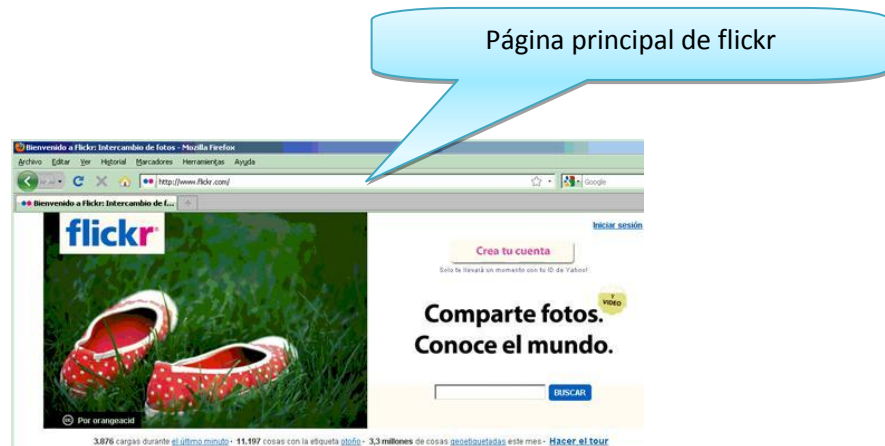 Página principal de flickr
Bienvenido a Flickr: Intercambio de fotos - Mozilla Firefox
Archivo Editar Ver Historial Marcadores Herramientas Ayuda
http://www.flickr.com/
Google
Bienvenido a Flickr: Intercambio de f...
flickr
Iniciar sesión
Crea tu cuenta
Solo te llevará un momento con tu ID de Yahoo!
Y VIDEO
Comparte fotos.
Conoce el mundo.
BUSCAR
cc Por orangeacid
3.876 cargas durante el último minuto · 11.197 cosas con la etiqueta otoño · 3,3 millones de cosas geoetiquetadas este mes · Hacer el tour